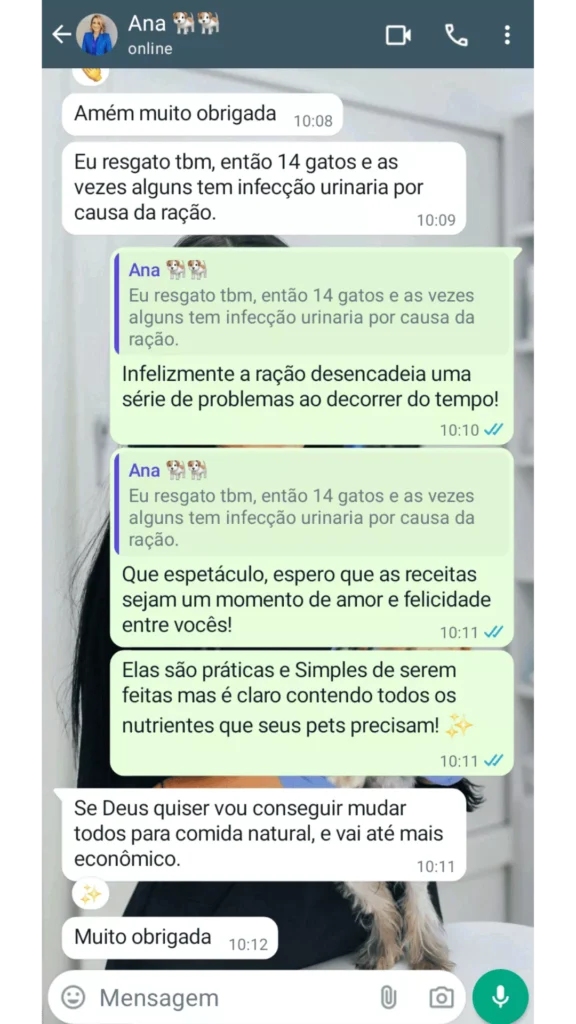 Ana 🐕🐕
online
Amém muito obrigada
10:08
Eu resgato tbm, então 14 gatos e as
vezes alguns tem infecção urinaria por
causa da ração.
10:09
Ana 🐕🐕
Eu resgato tbm, então 14 gatos e as vezes
alguns tem infecção urinaria por causa da
ração.
Infelizmente a ração desencadeia uma
série de problemas ao decorrer do tempo!
10:10
Ana 🐕🐕
Eu resgato tbm, então 14 gatos e as vezes
alguns tem infecção urinaria por causa da
ração.
Que espetáculo, espero que as receitas
sejam um momento de amor e felicidade
entre vocês!
10:11
Elas são práticas e Simples de serem
feitas mas é claro contendo todos os
nutrientes que seus pets precisam! ✨
10:11
Se Deus quiser vou conseguir mudar
todos para comida natural, e vai até mais
econômico.
10:11
✨
Muito obrigada
10:12
Mensagem